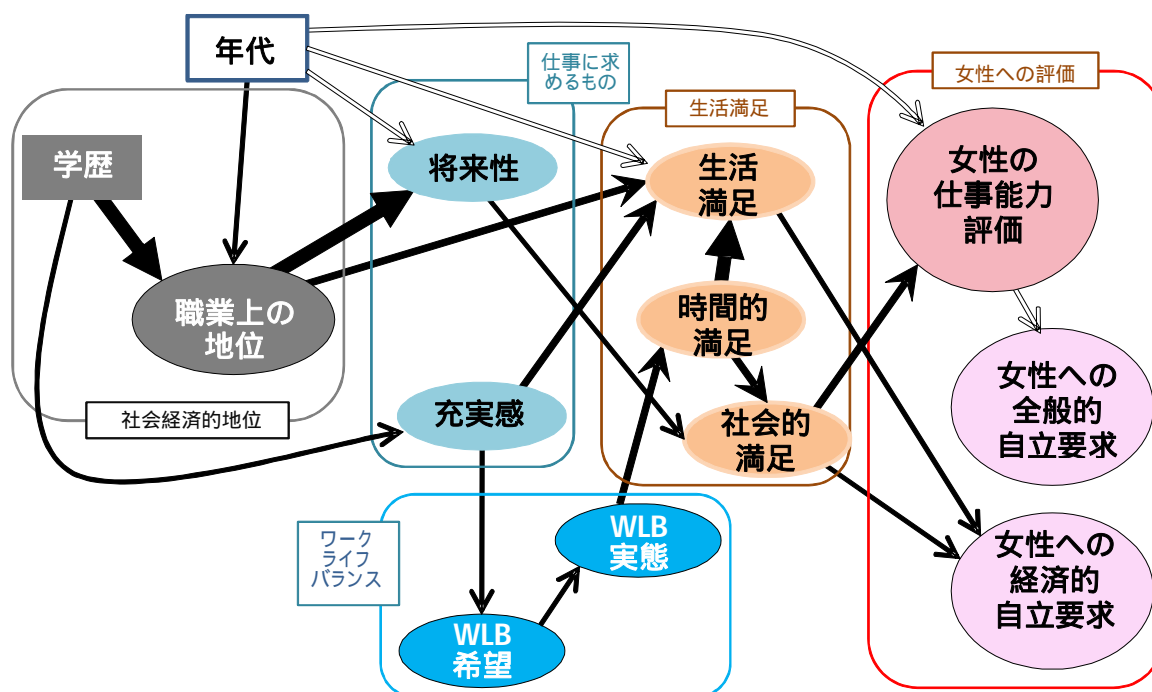 年代
仕事に求
めるもの
女性への評価
生活満足
学歴
将来性
生活
満足
女性の
仕事能力
評価
職業上の
地位
時間的
満足
女性への
全般的
自立要求
社会経済的地位
充実感
社会的
満足
ワーク
ライフ
バランス
WLB
実態
女性への
経済的
自立要求
WLB
希望